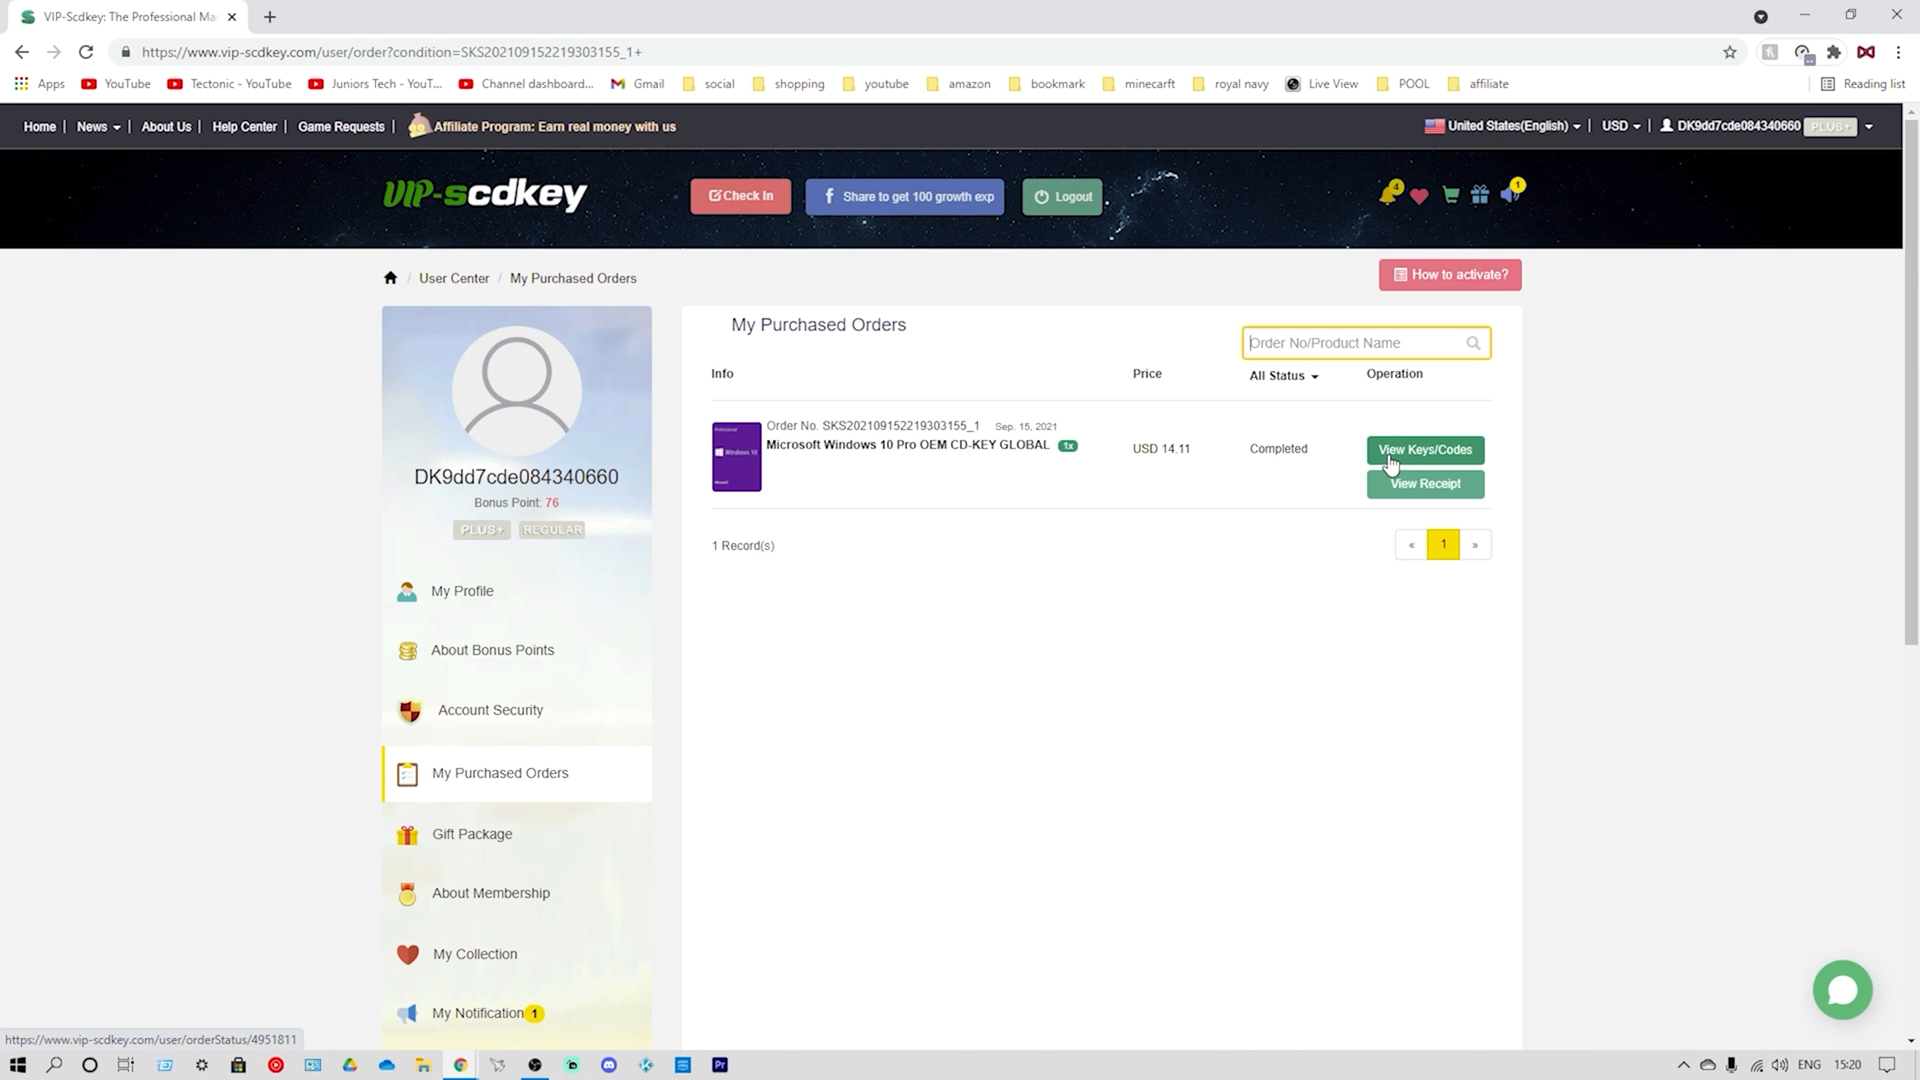 VIP-Scdkey: The Professional Ma
https://www.vip-scdkey.com/user/order?condition=SKS202109152219303155_1+
Apps YouTube Tectonic - YouTube Juniors Tech - YouT... Channel dashboard... Gmail social shopping youtube amazon bookmark minecarft royal navy Live View POOL affiliate Reading list
Home | News | About Us | Help Center | Game Requests | Affiliate Program: Earn real money with us United States(English) | USD | DK9dd7cde084340660 PLUS+
VIP-scdkey Check In Share to get 100 growth exp Logout 4 1
/ User Center / My Purchased Orders How to activate?
My Purchased Orders
Order No/Product Name
Info Price All Status Operation
Order No. SKS202109152219303155_1 Sep. 15, 2021
Microsoft Windows 10 Pro OEM CD-KEY GLOBAL 1x USD 14.11 Completed View Keys/Codes
View Receipt
Professional
Windows 10
Microsoft
1 Record(s) « 1 »
DK9dd7cde084340660
Bonus Point: 76
PLUS+ REGULAR
My Profile
About Bonus Points
Account Security
My Purchased Orders
Gift Package
About Membership
My Collection
My Notification 1
https://www.vip-scdkey.com/user/orderStatus/4951811
Pr ENG 15:20